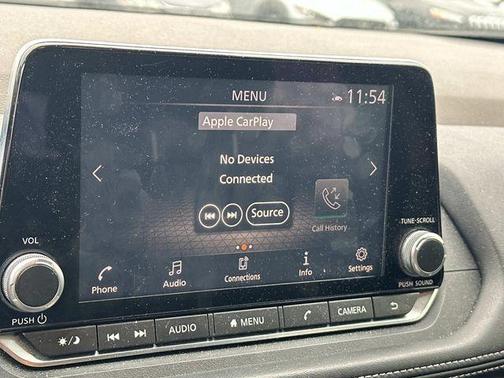 MENU
11:54
Apple CarPlay
No Devices
Connected
Source
Call History
VOL
TUNE·SCROLL
Phone
Audio
Connections
Info
Settings
PUSH
PUSH SOUND
AUDIO
MENU
CAMERA